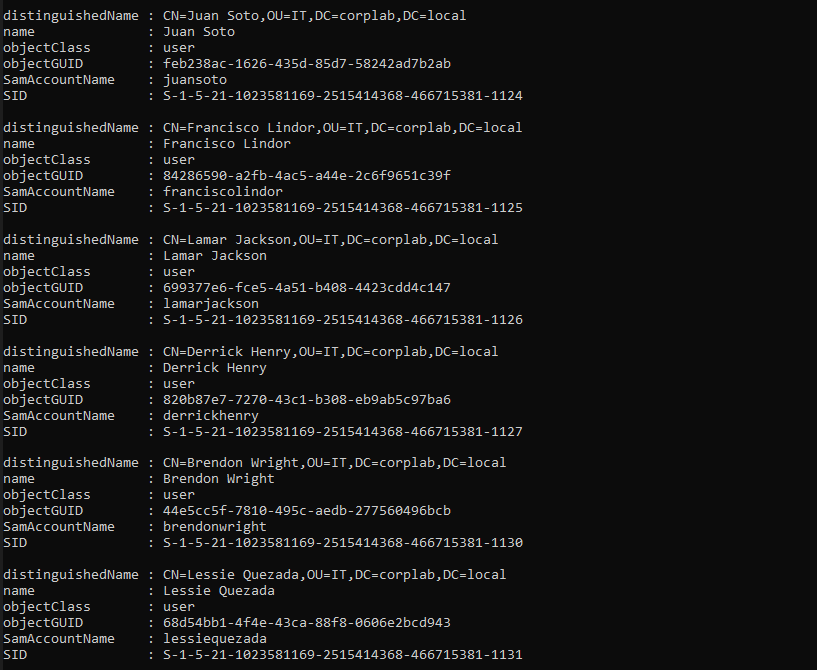 distinguishedName : CN=Juan Soto,OU=IT,DC=corplab,DC=local
name              : Juan Soto
objectClass       : user
objectGUID        : feb238ac-1626-435d-85d7-58242ad7b2ab
SamAccountName    : juansoto
SID               : S-1-5-21-1023581169-2515414368-466715381-1124

distinguishedName : CN=Francisco Lindor,OU=IT,DC=corplab,DC=local
name              : Francisco Lindor
objectClass       : user
objectGUID        : 84286590-a2fb-4ac5-a44e-2c6f9651c39f
SamAccountName    : franciscolindor
SID               : S-1-5-21-1023581169-2515414368-466715381-1125

distinguishedName : CN=Lamar Jackson,OU=IT,DC=corplab,DC=local
name              : Lamar Jackson
objectClass       : user
objectGUID        : 699377e6-fce5-4a51-b408-4423cdd4c147
SamAccountName    : lamarjackson
SID               : S-1-5-21-1023581169-2515414368-466715381-1126

distinguishedName : CN=Derrick Henry,OU=IT,DC=corplab,DC=local
name              : Derrick Henry
objectClass       : user
objectGUID        : 820b87e7-7270-43c1-b308-eb9ab5c97ba6
SamAccountName    : derrickhenry
SID               : S-1-5-21-1023581169-2515414368-466715381-1127

distinguishedName : CN=Brendon Wright,OU=IT,DC=corplab,DC=local
name              : Brendon Wright
objectClass       : user
objectGUID        : 44e5cc5f-7810-495c-aedb-277560496bcb
SamAccountName    : brendonwright
SID               : S-1-5-21-1023581169-2515414368-466715381-1130

distinguishedName : CN=Lessie Quezada,OU=IT,DC=corplab,DC=local
name              : Lessie Quezada
objectClass       : user
objectGUID        : 68d54bb1-4f4e-43ca-88f8-0606e2bcd943
SamAccountName    : lessiequezada
SID               : S-1-5-21-1023581169-2515414368-466715381-1131